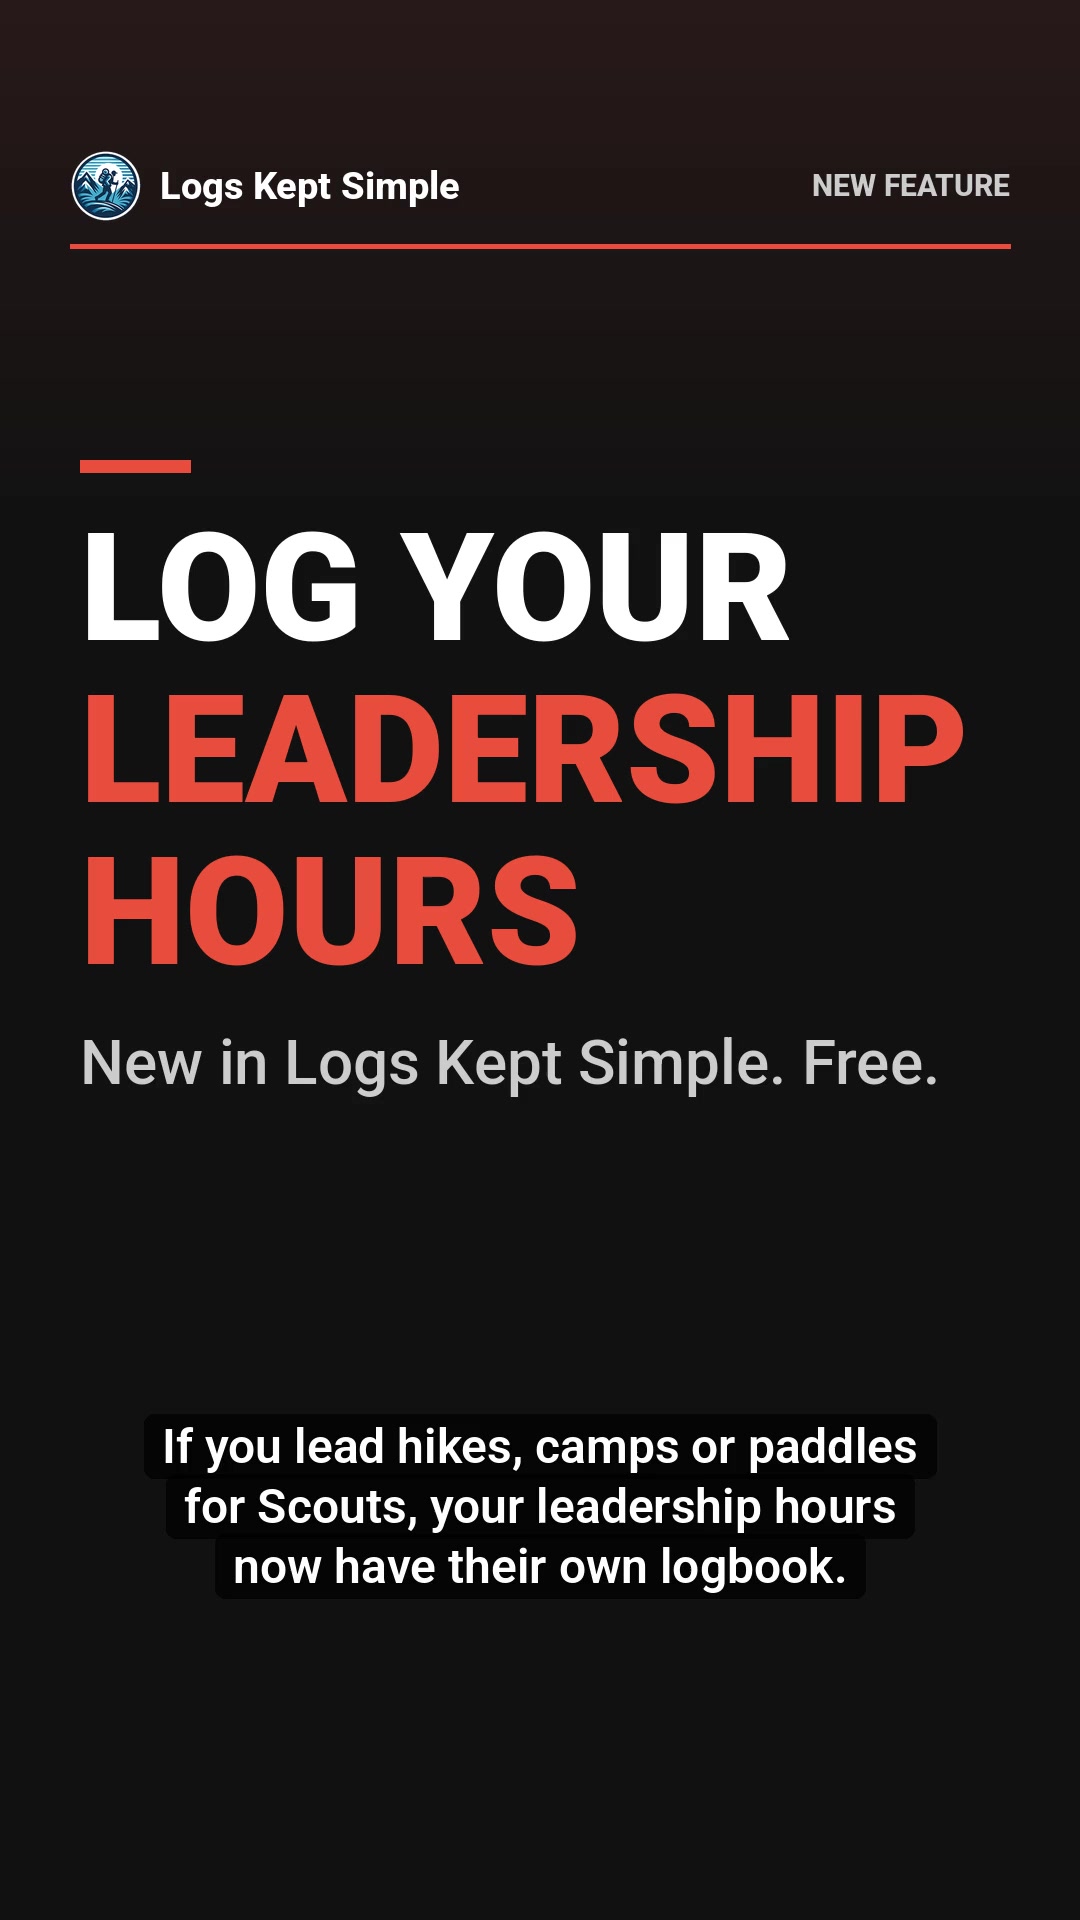 Logs Kept Simple
NEW FEATURE
LOG YOUR
LEADERSHIP
HOURS
New in Logs Kept Simple. Free.
If you lead hikes, camps or paddles
for Scouts, your leadership hours
now have their own logbook.